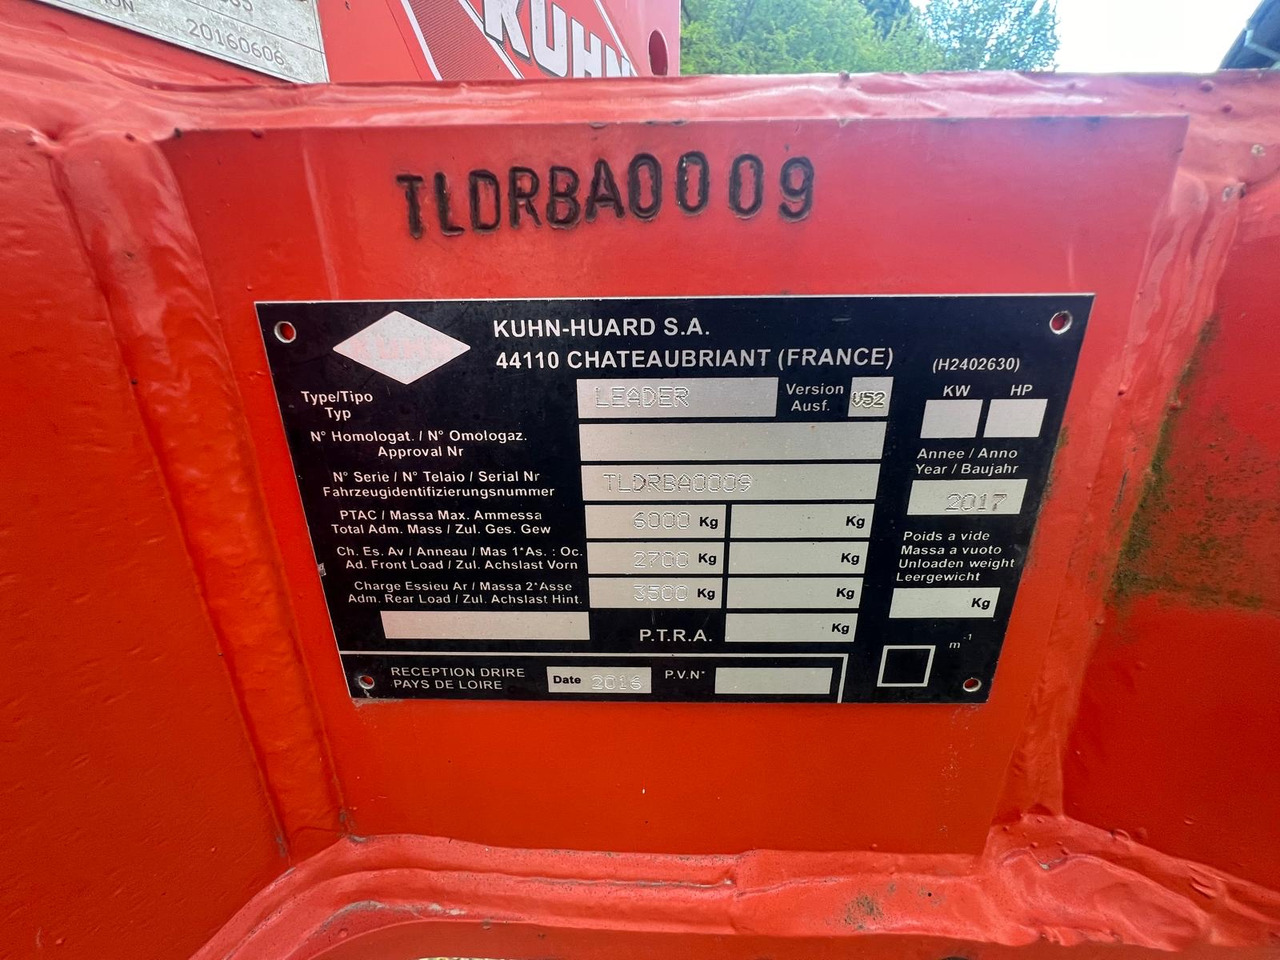 20160606
KUHN
TLDRBA0009
KUHN
KUHN-HUARD S.A.
44110 CHATEAUBRIANT (FRANCE)
(H2402630)
Type/Tipo
Typ
LEADER
Version
Ausf.
V52
KW
HP
N° Homologat. / N° Omologaz.
Approval Nr
Annee / Anno
Year / Baujahr
2017
N° Serie / N° Telaio / Serial Nr
Fahrzeugidentifizierungsnummer
TLDRBA0009
PTAC / Massa Max. Ammessa
Total Adm. Mass / Zul. Ges. Gew
6000 Kg
Kg
Poids a vide
Massa a vuoto
Unloaden weight
Leergewicht
Kg
Ch. Es. Av / Anneau / Mas 1°As. : Oc.
Ad. Front Load / Zul. Achslast Vorn
2700 Kg
Kg
Charge Essieu Ar / Massa 2°Asse
Adm. Rear Load / Zul. Achslast Hint.
3500 Kg
Kg
P.T.R.A.
Kg
m-1
RECEPTION DRIRE
PAYS DE LOIRE
Date 2016
P.V.N°